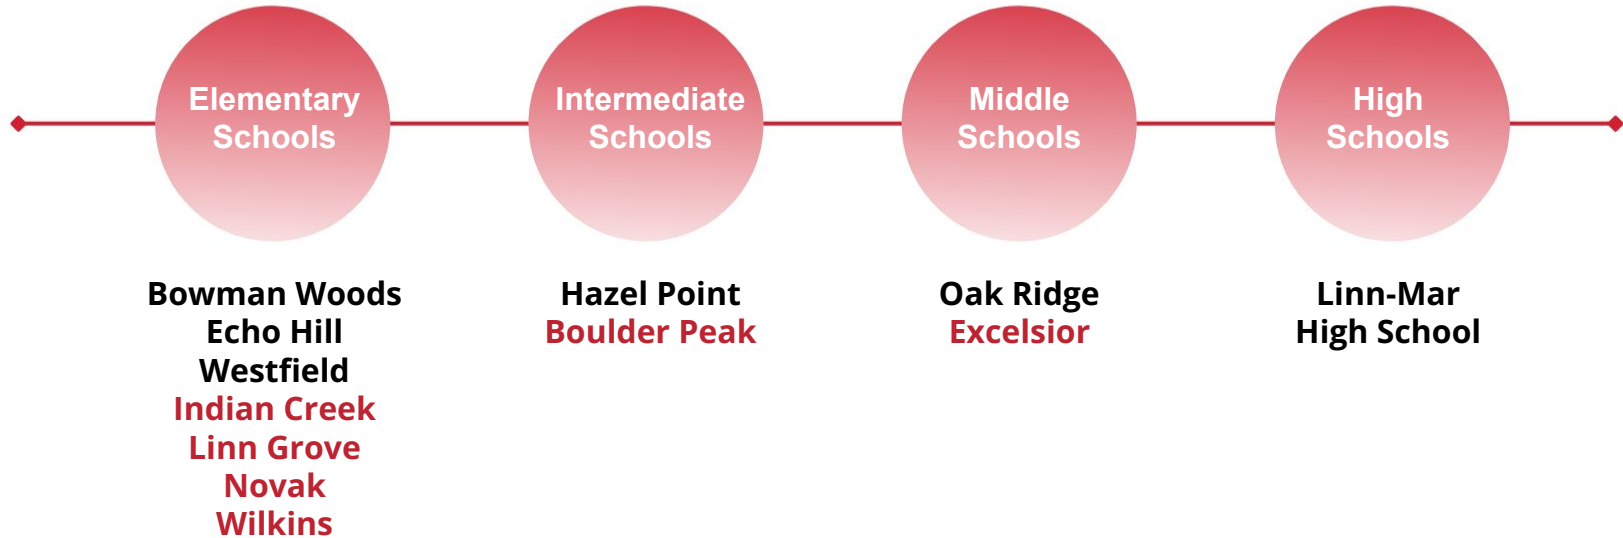 Elementary
Schools
Bowman Woods
Echo Hill
Westfield
Indian Creek
Linn Grove
Novak
Wilkins
Intermediate
Schools
Hazel Point
Boulder Peak
Middle
Schools
Oak Ridge
Excelsior
High
Schools
Linn-Mar
High School